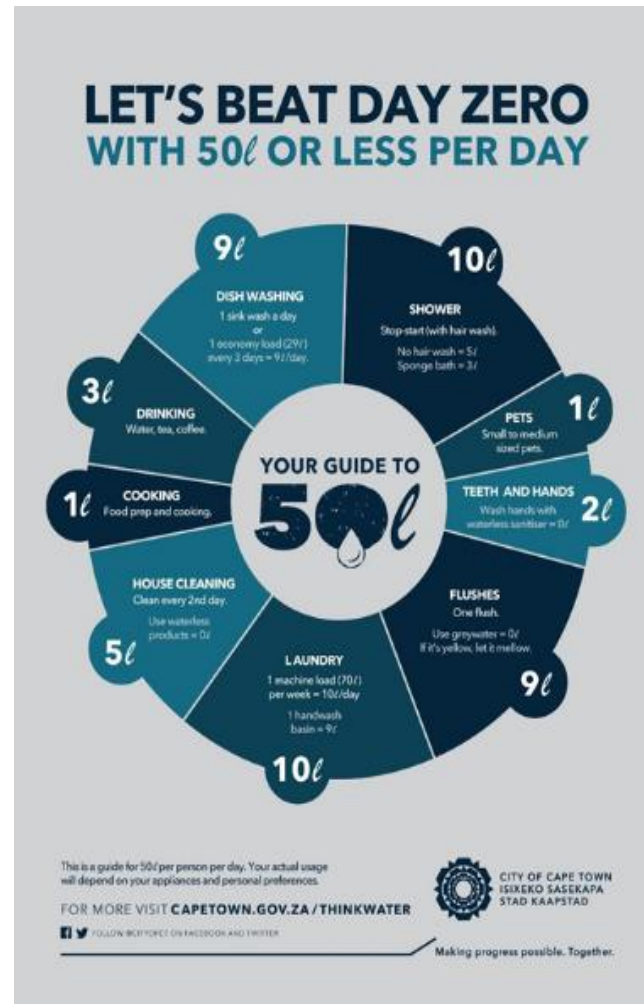 LET'S BEAT DAY ZERO
WITH 50ℓ OR LESS PER DAY
10ℓ
SHOWER
Stop-start (with hair wash).
No hair wash = 5ℓ
Sponge bath = 3ℓ
1ℓ
PETS
Small to medium
sized pets.
2ℓ
TEETH AND HANDS
Wash hands with
waterless sanitiser = 0ℓ
9ℓ
FLUSHES
One flush.
Use greywater = 0ℓ
If it's yellow, let it mellow.
10ℓ
LAUNDRY
1 machine load (70ℓ)
per week = 10ℓ/day
1 handwash
basin = 9ℓ
5ℓ
HOUSE CLEANING
Clean every 2nd day.
Use waterless
products = 0ℓ
1ℓ
COOKING
Food prep and cooking.
3ℓ
DRINKING
Water, tea, coffee.
9ℓ
DISH WASHING
1 sink wash a day
or
1 economy load (29ℓ)
every 3 days = 9ℓ/day.
YOUR GUIDE TO
50ℓ
This is a guide for 50ℓ per person per day. Your actual usage
will depend on your appliances and personal preferences.
FOR MORE VISIT CAPETOWN.GOV.ZA/THINKWATER
FOLLOW @CITYOFCT ON FACEBOOK AND TWITTER
CITY OF CAPE TOWN
ISIXEKO SASEKAPA
STAD KAAPSTAD
Making progress possible. Together.